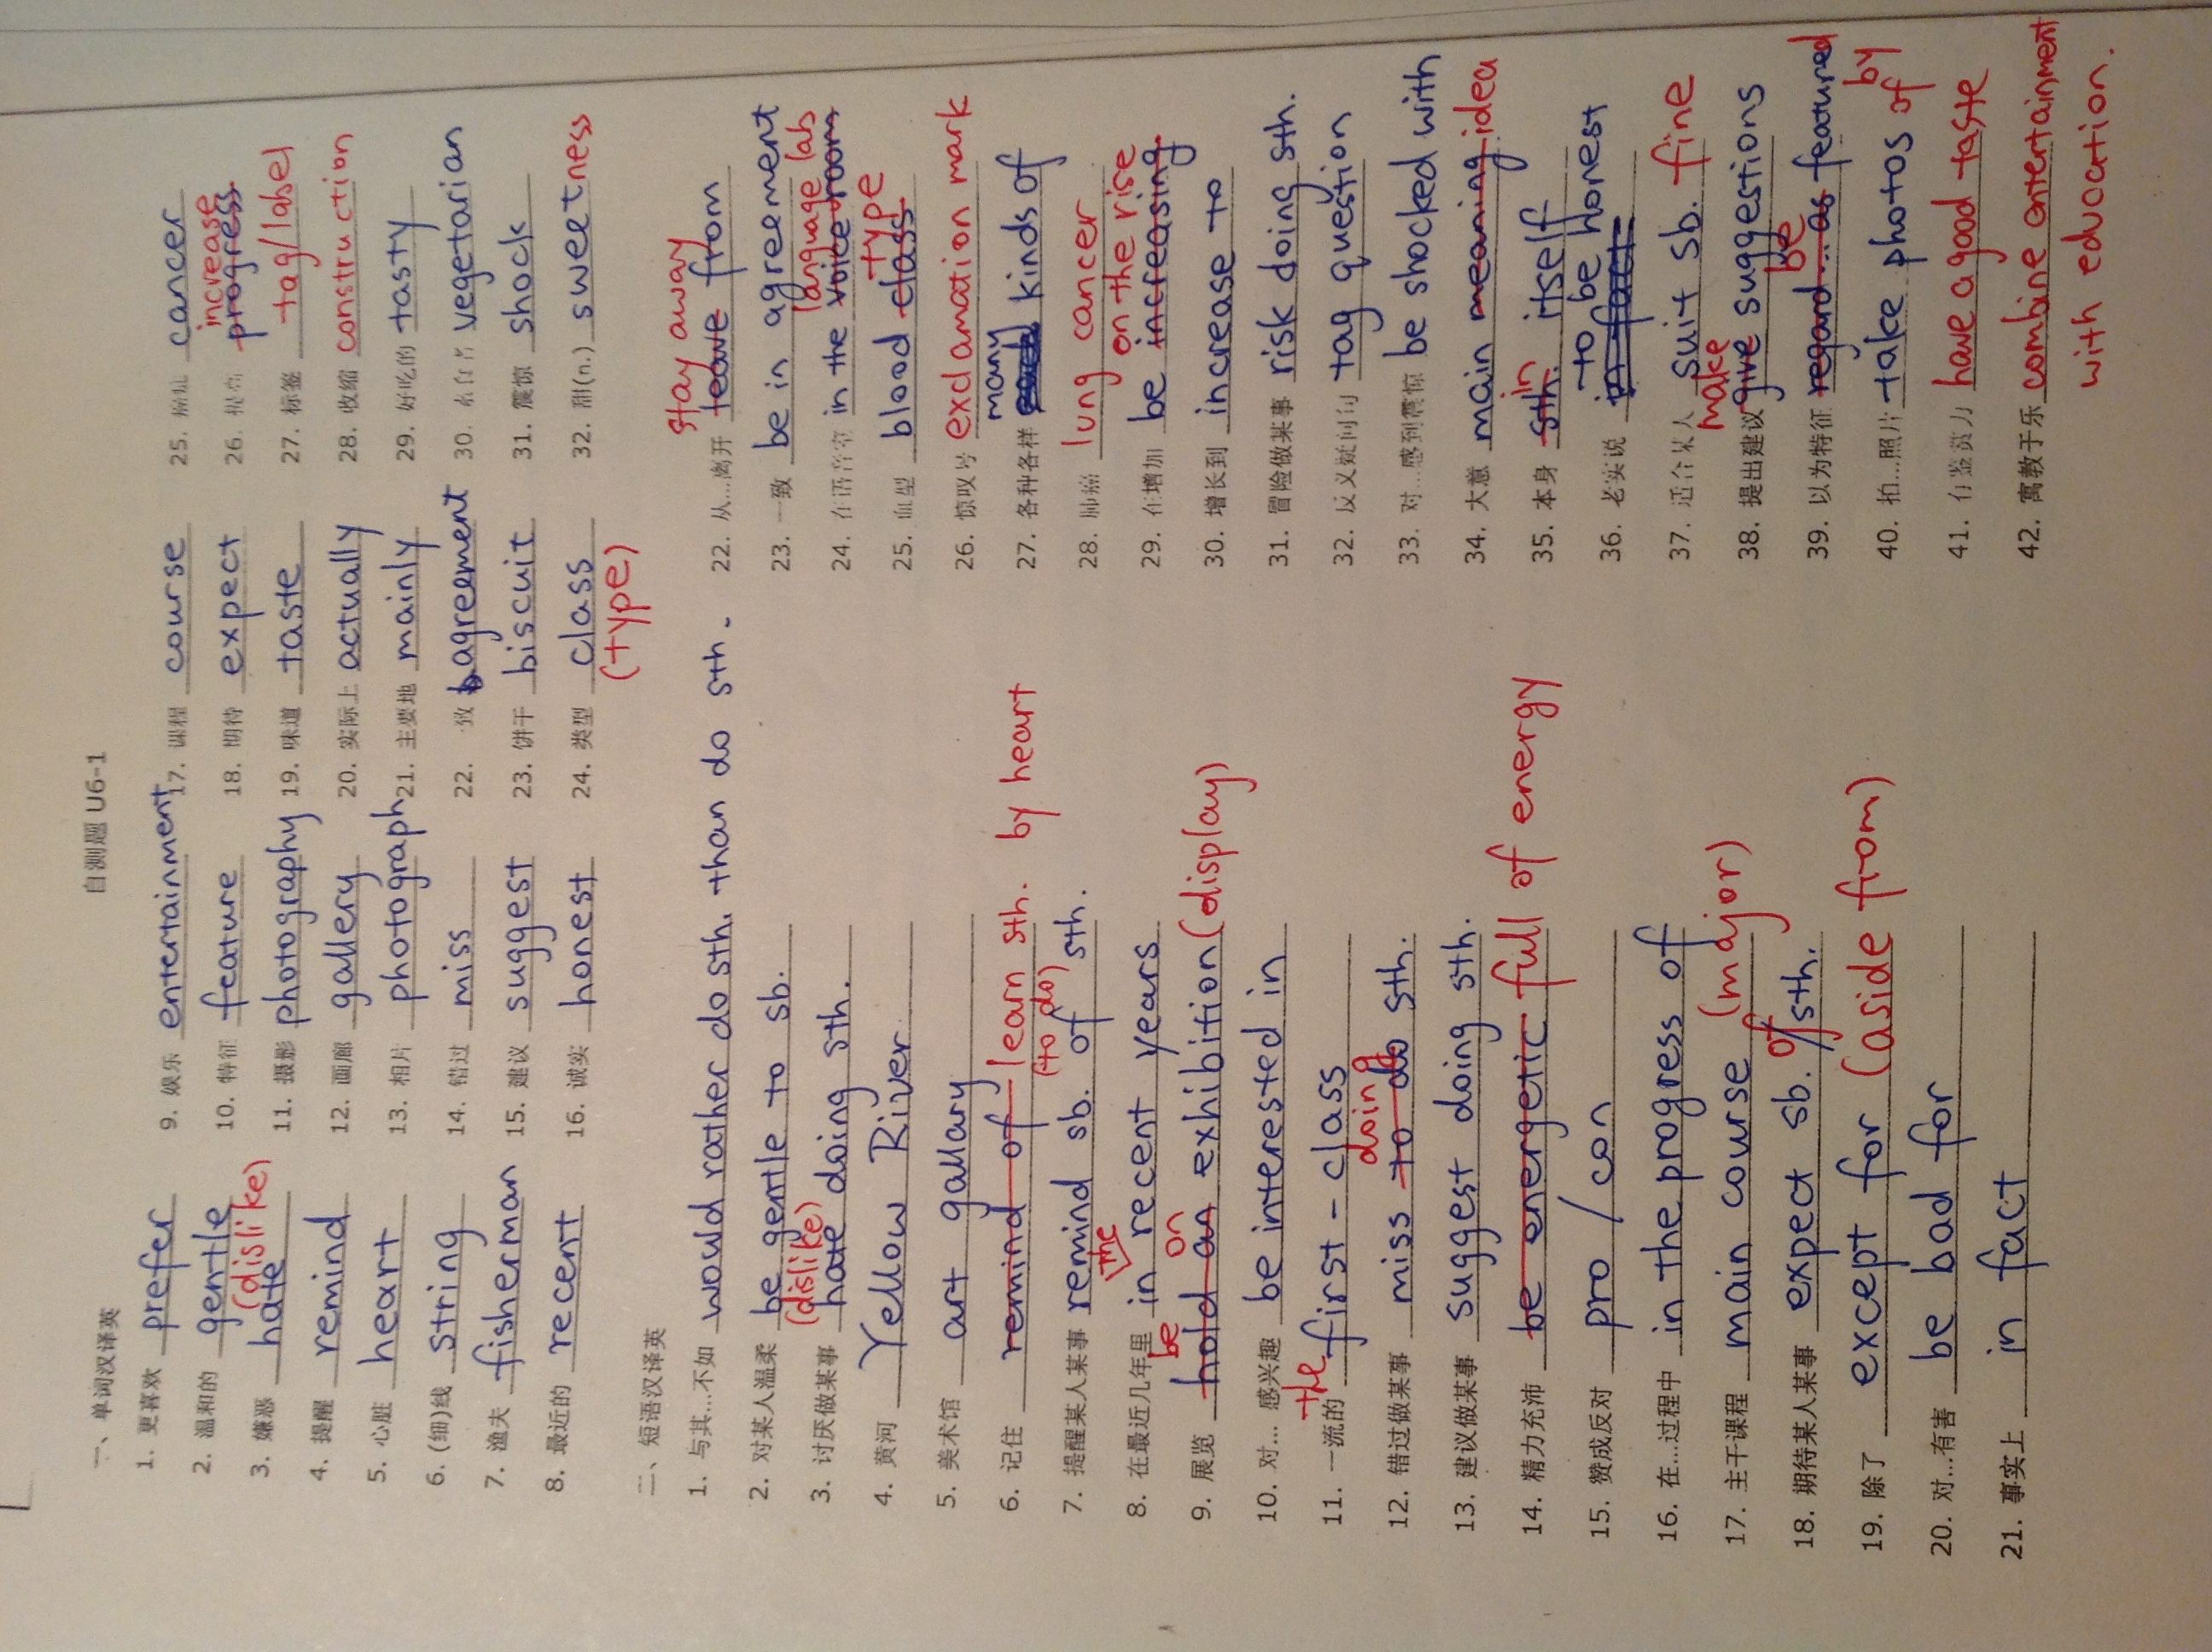 自测题 U6-1
一、单词汉译英
1. 更喜欢 prefer
2. 温和的 gentle
(dislike)
3. 嫌恶 hate
4. 提醒 remind
5. 心脏 heart
6. (细)线 string
7. 渔夫 fisherman
8. 最近的 recent
9. 娱乐 entertainment
10. 特征 feature
11. 摄影 photography
12. 画廊 gallery
13. 相片 photograph
14. 错过 miss
15. 建议 suggest
16. 诚实 honest
17. 课程 course
18. 期待 expect
19. 味道 taste
20. 实际上 actually
21. 主要地 mainly
22. 一致 agreement
23. 饼干 biscuit
24. 类型 class
(type)
25. 癌症 cancer
increase
26. 提高 progress
27. 标签 tag/label
28. 收缩 construction
29. 好吃的 tasty
30. 素食者 vegetarian
31. 震惊 shock
32. 甜(n.) sweetness
二、短语汉译英
1. 与其...不如 would rather do sth. than do sth.
2. 对某人温柔 be gentle to sb.
(dislike)
3. 讨厌做某事 hate doing sth.
4. 黄河 Yellow River
5. 美术馆 art gallary
6. 记住 remind of learn sth. by heart
(to do)
7. 提醒某人某事 remind sb. of sth.
the
8. 在最近几年里 in recent years
be on
9. 展览 hold an exhibition (display)
10. 对... 感兴趣 be interested in
the
11. 一流的 first-class
doing
12. 错过做某事 miss to do sth.
13. 建议做某事 suggest doing sth.
14. 精力充沛 be energetic full of energy
15. 赞成反对 pro / con
16. 在...过程中 in the progress of
17. 主干课程 main course (major)
of
18. 期待某人某事 expect sb. / sth.
19. 除了 except for (aside from)
20. 对...有害 be bad for
21. 事实上 in fact
stay away
22. 从...离开 leave from
23. 一致 be in agreement
language lab
24. 在语音室 in the voice room
type
25. 血型 blood class
26. 惊叹号 exclamation mark
many
27. 各种各样 each kinds of
28. 肺癌 lung cancer
on the rise
29. 在增加 be increasing
30. 增长到 increase to
31. 冒险做某事 risk doing sth.
32. 反义疑问句 tag question
33. 对...感到震惊 be shocked with
34. 大意 main meaning idea
in
35. 本身 sth. itself
to be honest
36. 老实说 in fact
37. 适合某人 suit sb. fine
make
38. 提出建议 give suggestions
be
39. 以为特征 regard ... as featured
by
40. 拍...照片 take photos of
41. 有鉴赏力 have a good taste
42. 寓教于乐 combine entertainment
with education.